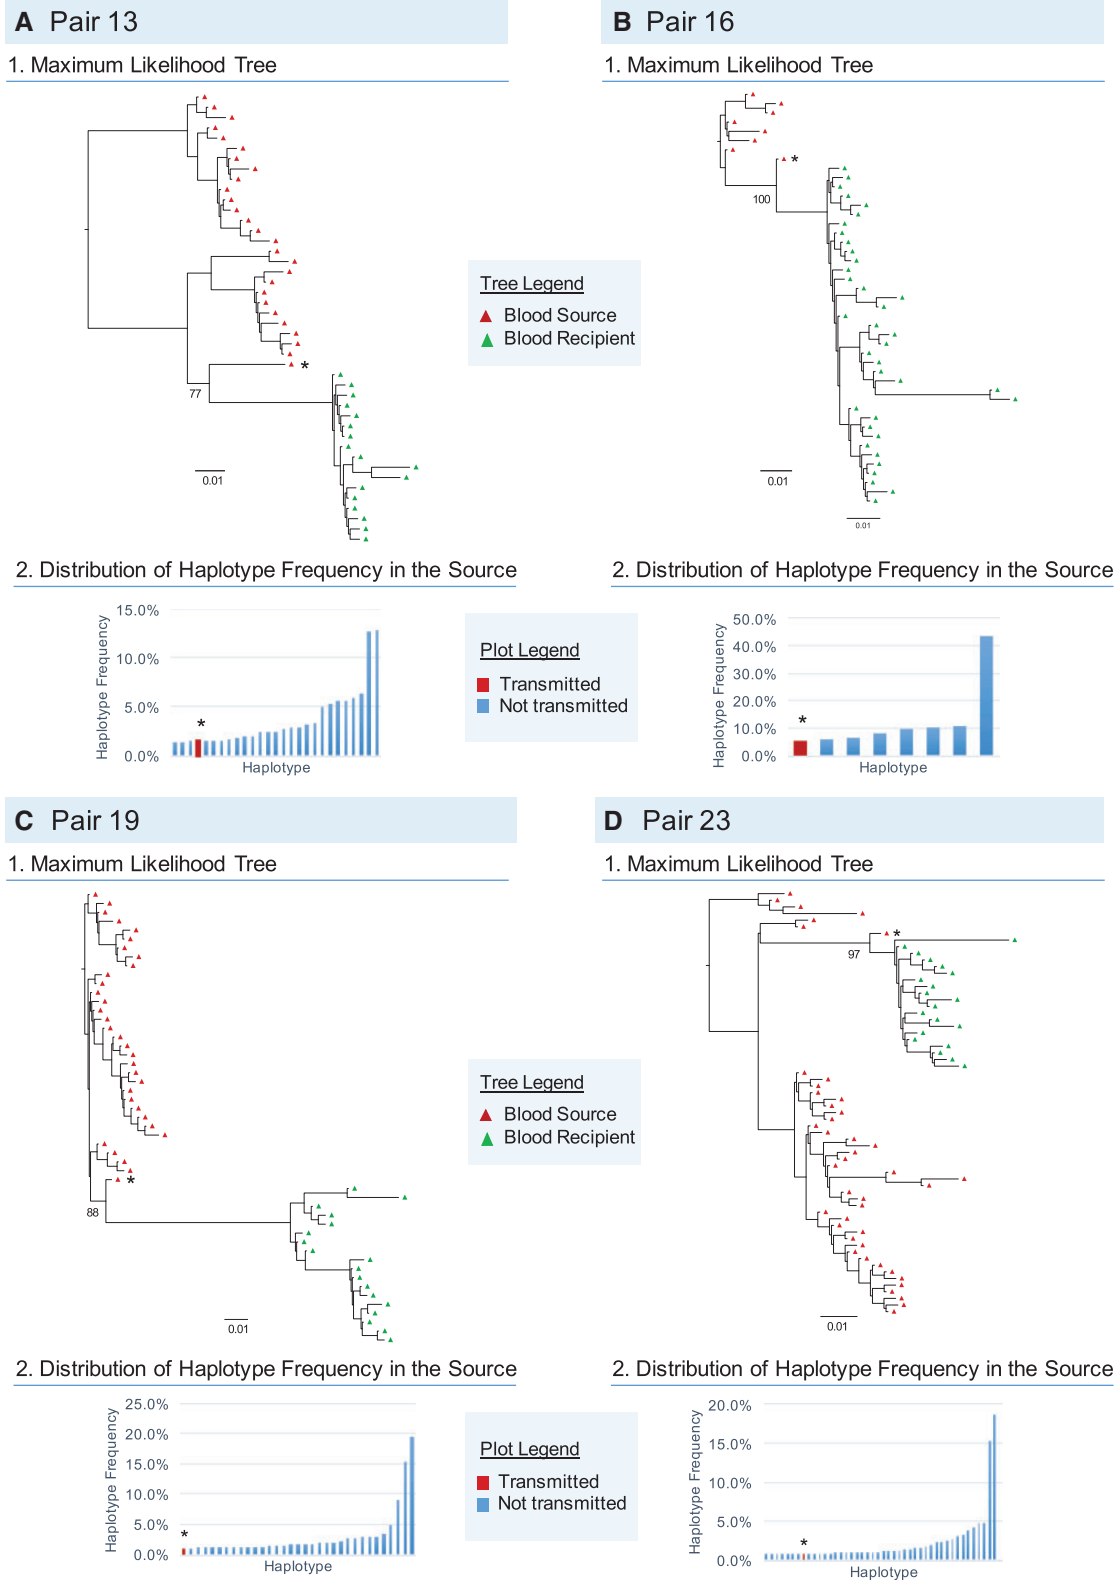 A Pair 13
1. Maximum Likelihood Tree
*
77
0.01
2. Distribution of Haplotype Frequency in the Source
Haplotype Frequency
15.0%
10.0%
5.0%
0.0%
*
Haplotype
B Pair 16
1. Maximum Likelihood Tree
*
100
0.01
0.01
2. Distribution of Haplotype Frequency in the Source
Haplotype Frequency
50.0%
40.0%
30.0%
20.0%
10.0%
0.0%
*
Haplotype
Tree Legend
Blood Source
Blood Recipient
Plot Legend
Transmitted
Not transmitted
C Pair 19
1. Maximum Likelihood Tree
*
88
0.01
2. Distribution of Haplotype Frequency in the Source
Haplotype Frequency
25.0%
20.0%
15.0%
10.0%
5.0%
0.0%
*
Haplotype
D Pair 23
1. Maximum Likelihood Tree
*
97
0.01
2. Distribution of Haplotype Frequency in the Source
Haplotype Frequency
20.0%
15.0%
10.0%
5.0%
0.0%
*
Haplotype
Tree Legend
Blood Source
Blood Recipient
Plot Legend
Transmitted
Not transmitted